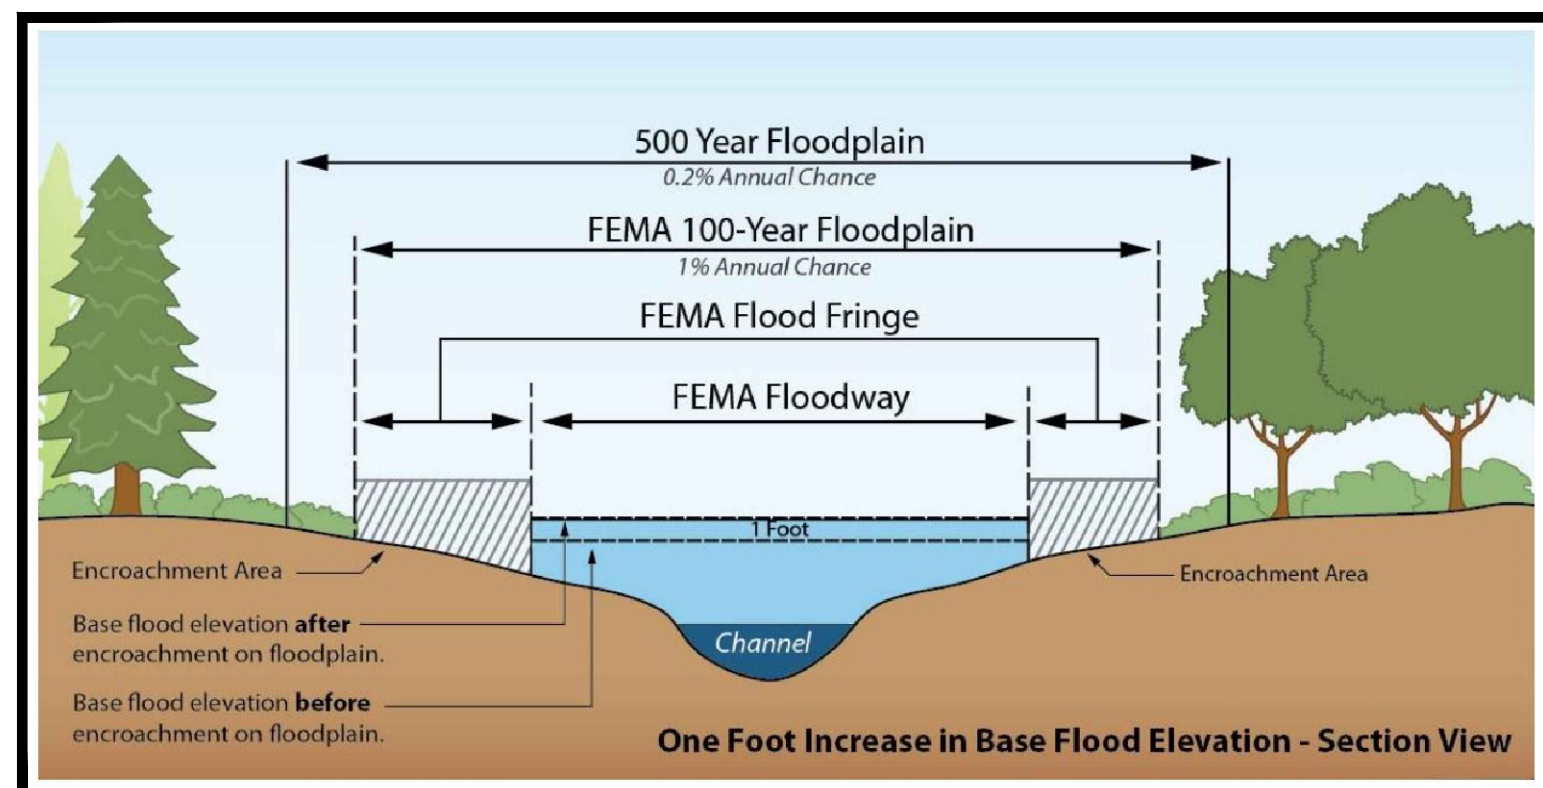 500 Year Floodplain
0.2% Annual Chance
FEMA 100-Year Floodplain
1% Annual Chance
FEMA Flood Fringe
FEMA Floodway
1 Foot
Encroachment Area
Encroachment Area
Base flood elevation after
encroachment on floodplain.
Channel
Base flood elevation before
encroachment on floodplain.
One Foot Increase in Base Flood Elevation - Section View